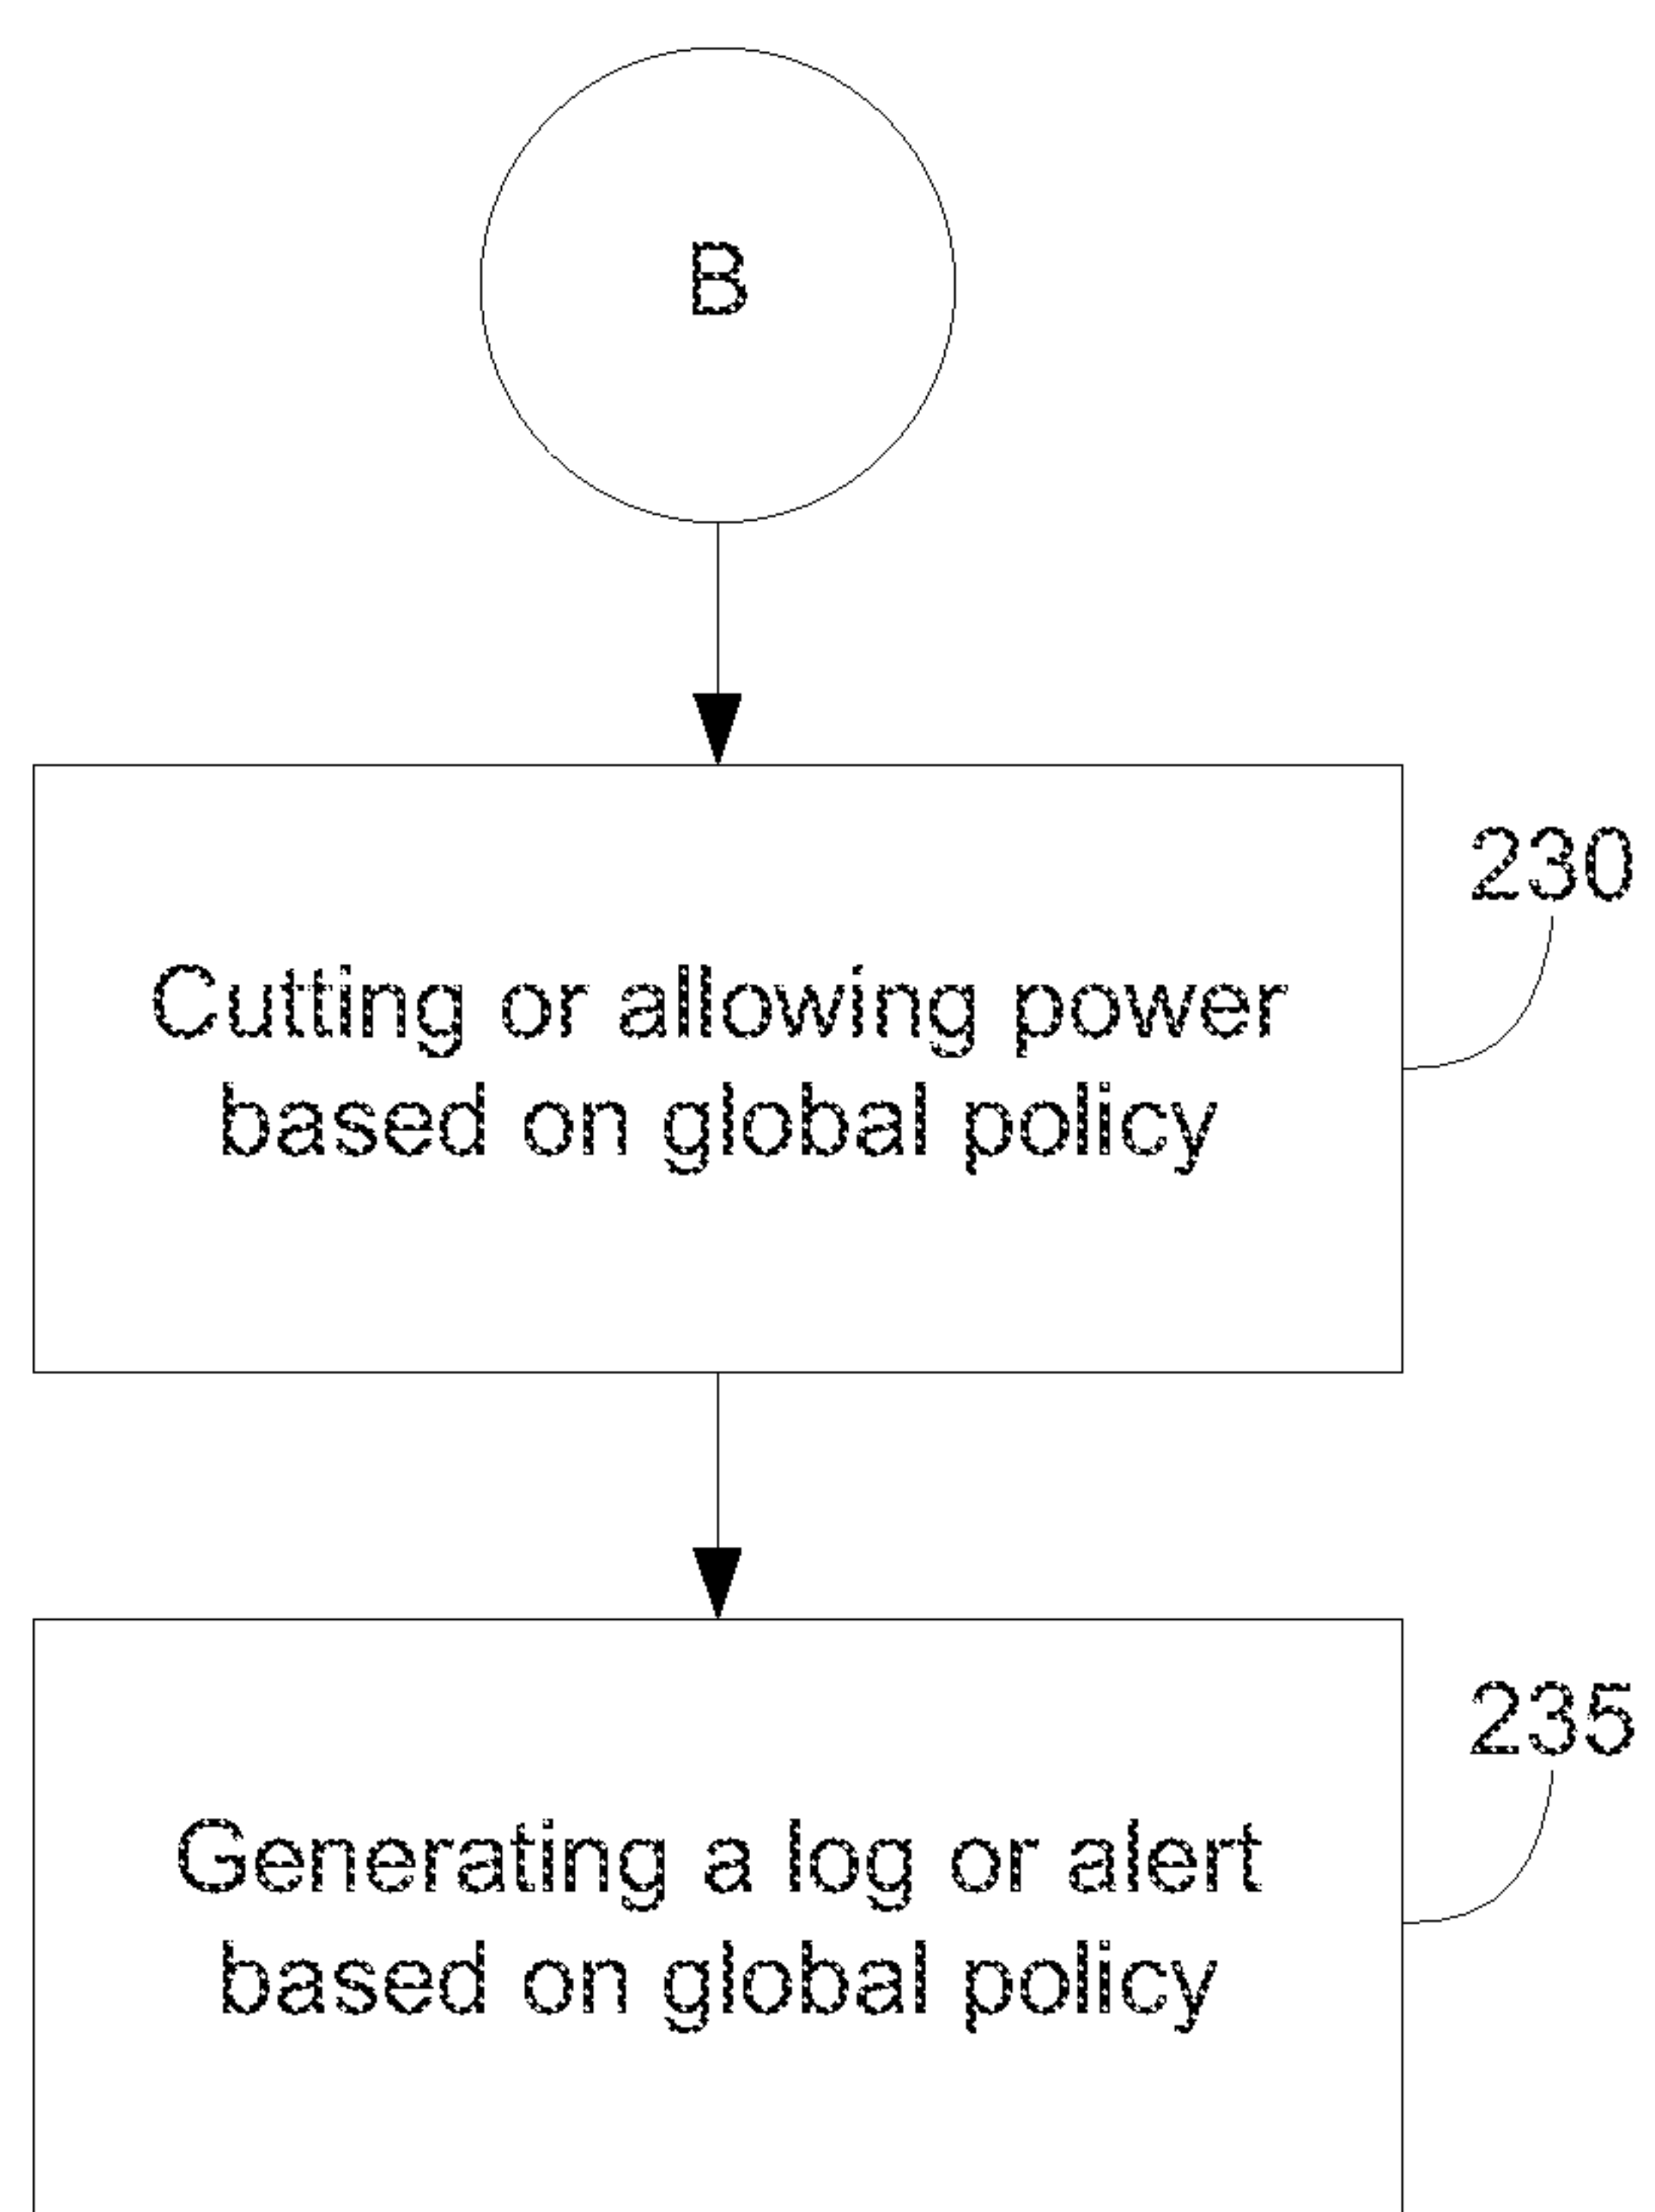 B
230
Cutting or allowing power
based on global policy
235
Generating a log or alert
based on global policy